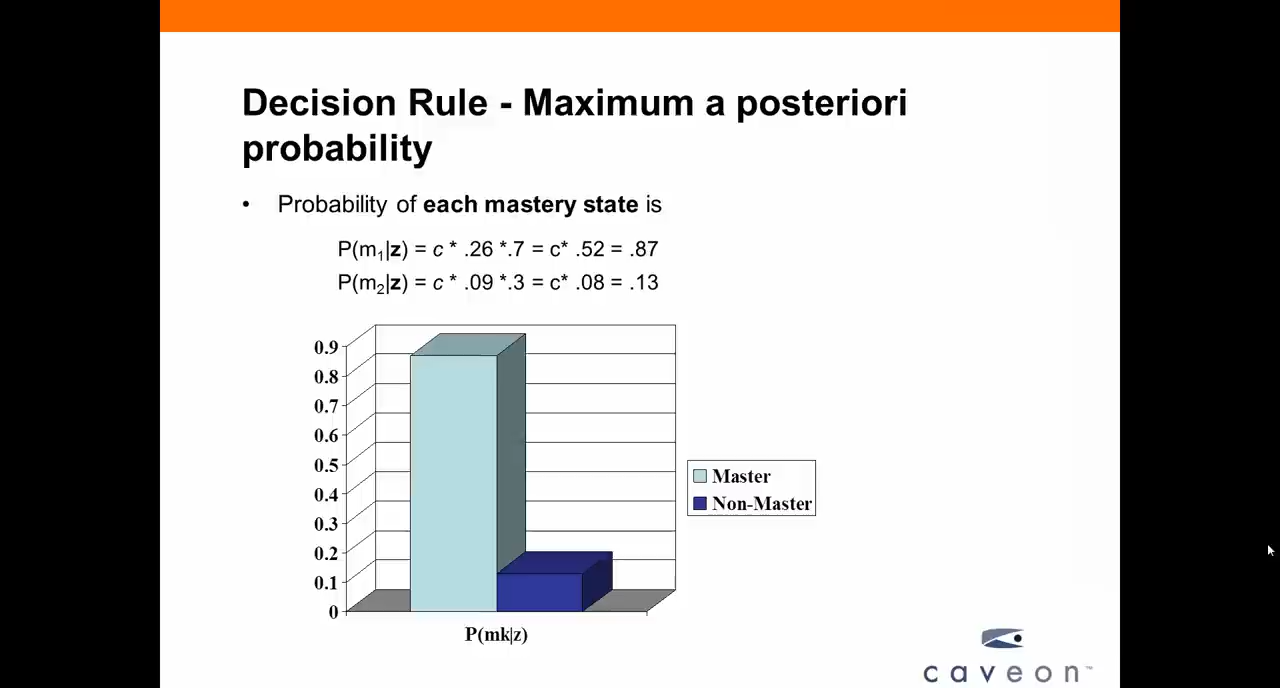 Decision Rule - Maximum a posteriori
probability
• Probability of each mastery state is
P(m1|z) = c * .26 *.7 = c* .52 = .87
P(m2|z) = c * .09 *.3 = c* .08 = .13
0.9
0.8
0.7
0.6
0.5
0.4
0.3
0.2
0.1
0
P(mk|z)
Master
Non-Master
caveon™